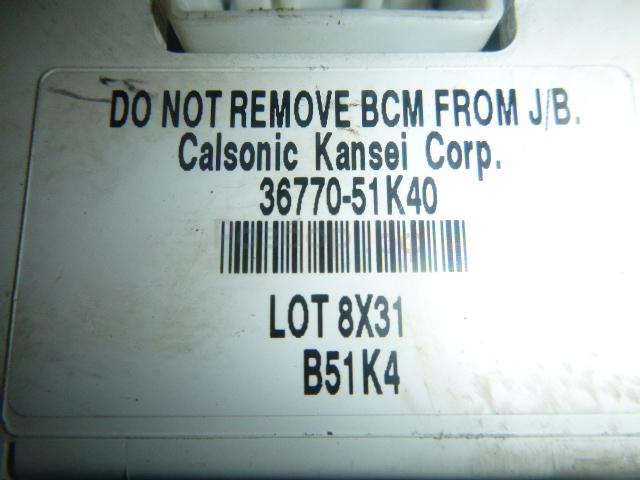 DO NOT REMOVE BCM FROM J/B.
Calsonic Kansei Corp.
36770-51K40
LOT 8X31
B51K4